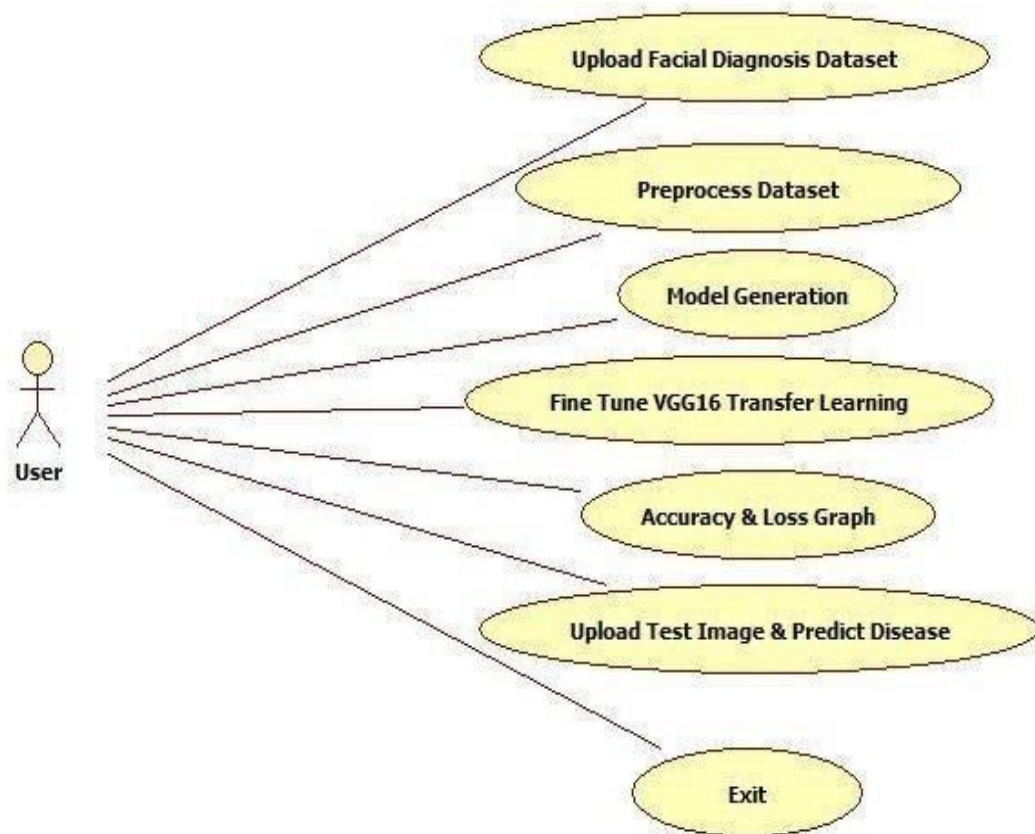 Upload Facial Diagnosis Dataset
Preprocess Dataset
Model Generation
Fine Tune VGG16 Transfer Learning
User
Accuracy & Loss Graph
Upload Test Image & Predict Disease
Exit